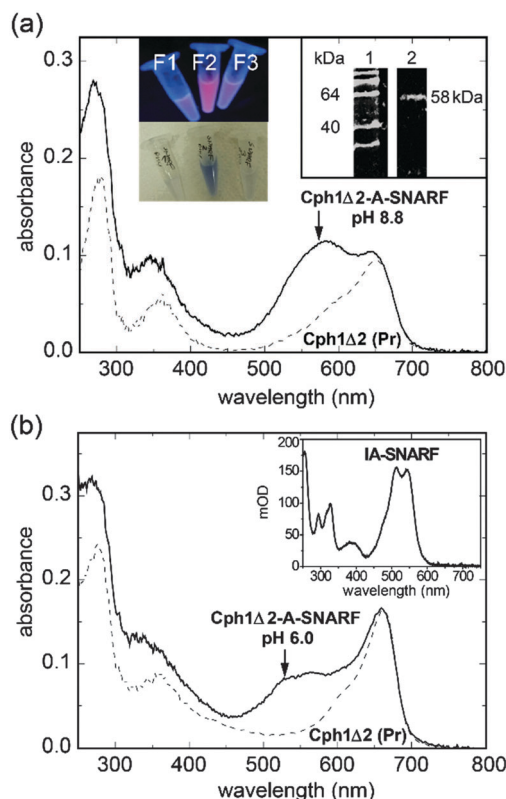 (a)
0.3
0.2
0.1
0.0
absorbance
F1 F2 F3
kDa 1 2
64
40
58 kDa
Cph1Δ2-A-SNARF
pH 8.8
Cph1Δ2 (Pr)
300 400 500 600 700 800
wavelength (nm)
(b)
0.3
0.2
0.1
0.0
absorbance
IA-SNARF
200
150
100
50
0
mOD
300 400 500 600 700
wavelength (nm)
Cph1Δ2-A-SNARF
pH 6.0
Cph1Δ2 (Pr)
300 400 500 600 700 800
wavelength (nm)